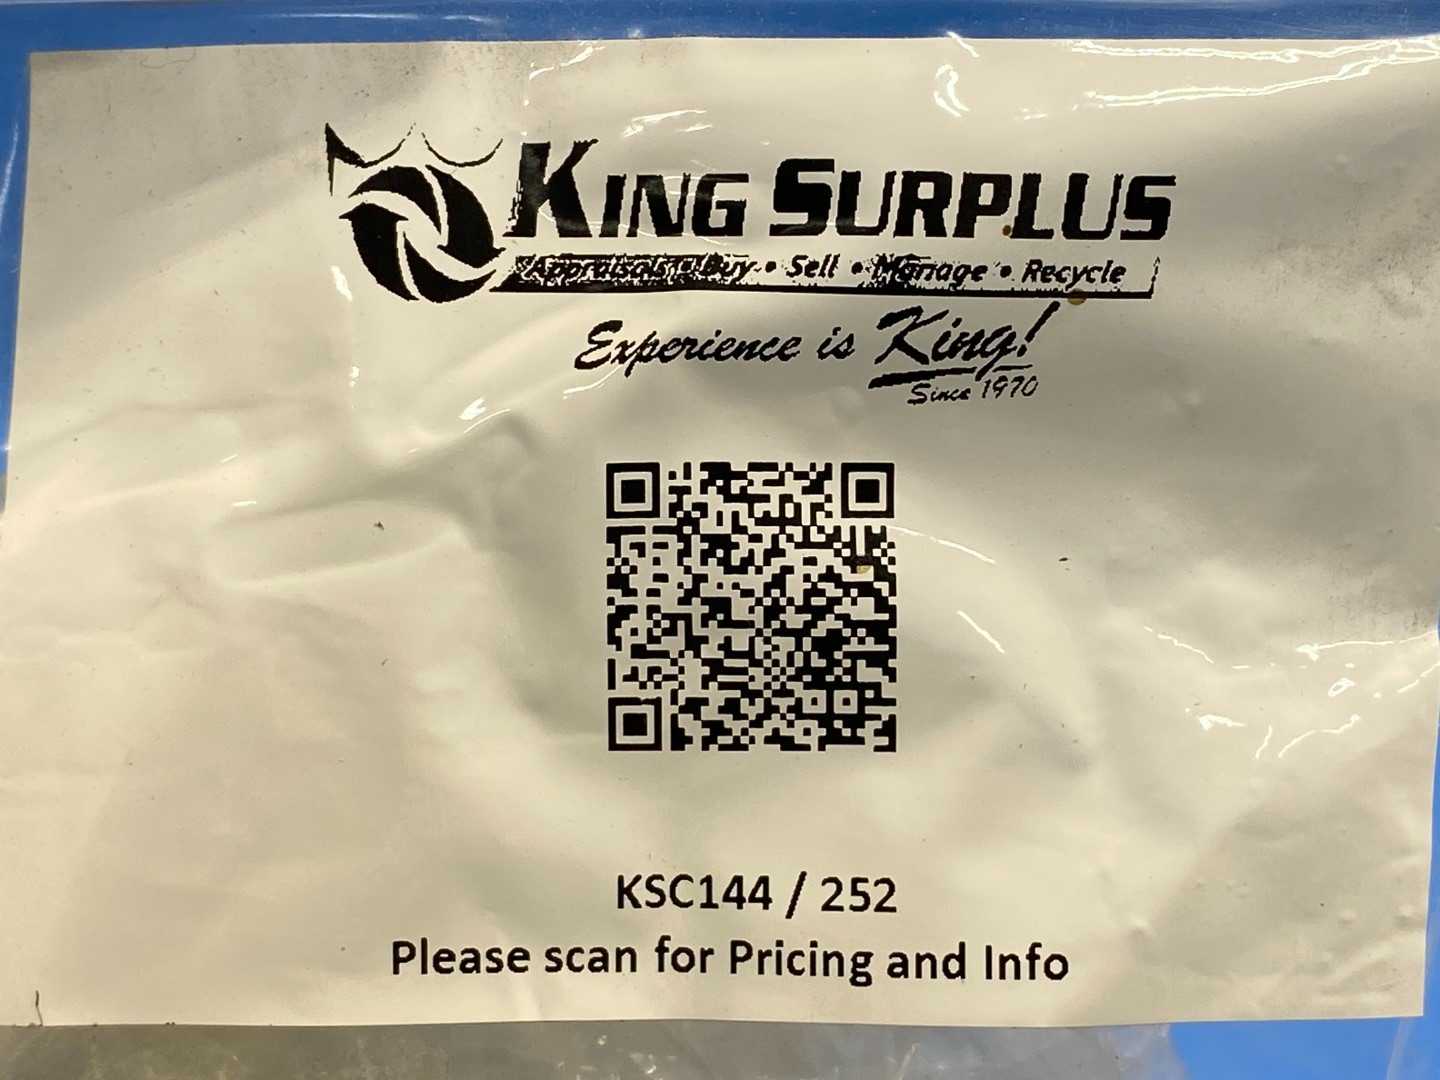 KING SURPLUS
Appraisals • Buy • Sell • Manage • Recycle
Experience is King!
Since 1970
KSC144 / 252
Please scan for Pricing and Info